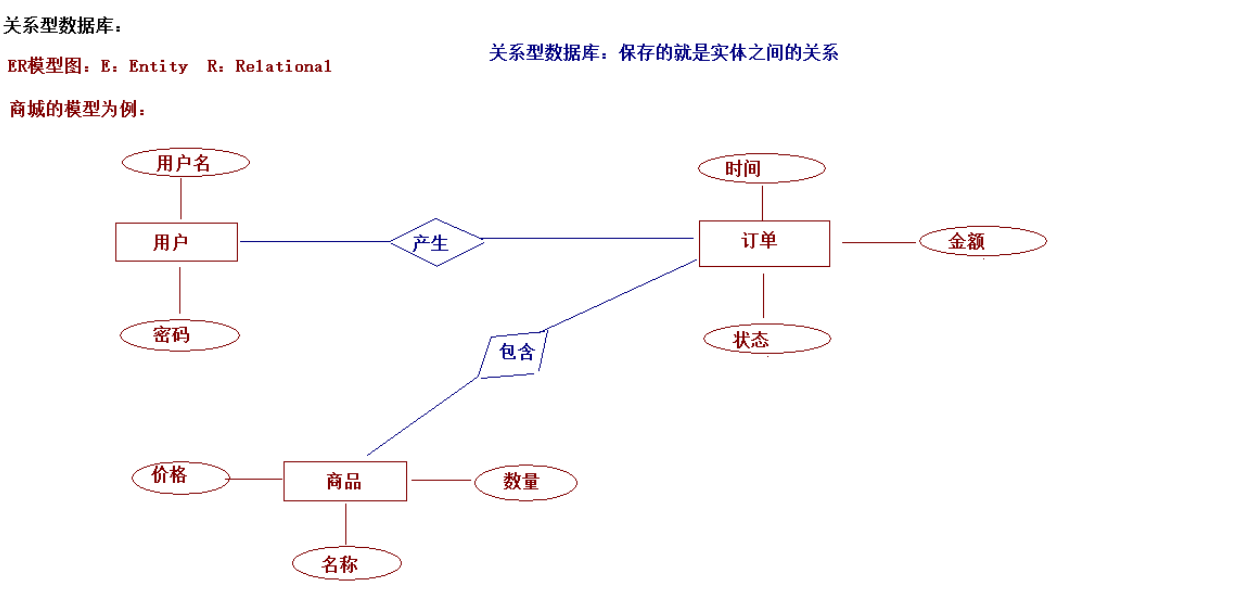 关系型数据库：
关系型数据库：保存的就是实体之间的关系
ER模型图：E：Entity  R：Relational
商城的模型为例：
用户名
时间
用户
产生
订单
金额
密码
状态
包含
价格
商品
数量
名称